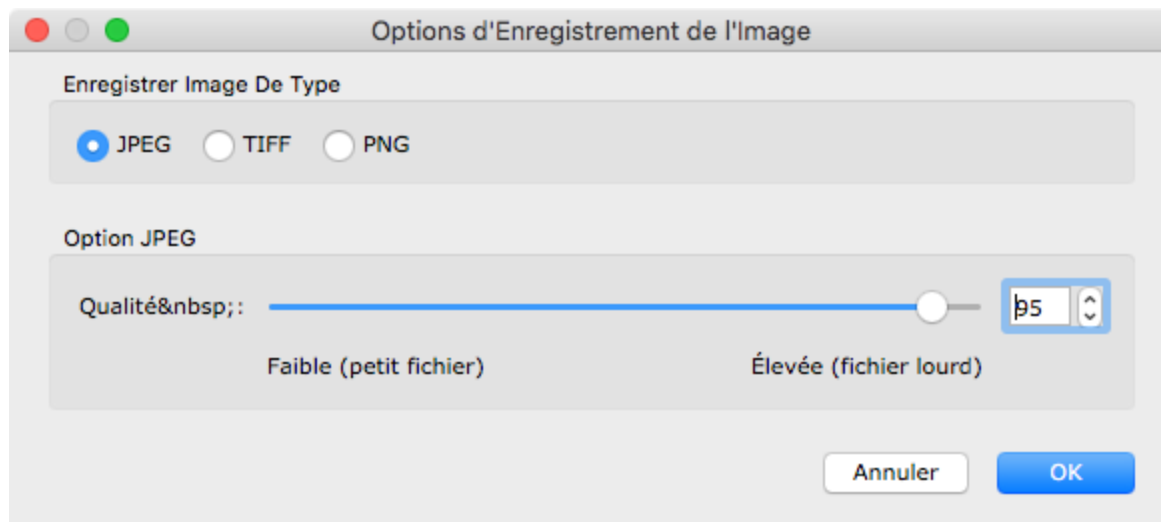 Options d'Enregistrement de l'Image
Enregistrer Image De Type
JPEG TIFF PNG
Option JPEG
Qualité&nbsp;: 95
Faible (petit fichier) Élevée (fichier lourd)
Annuler OK